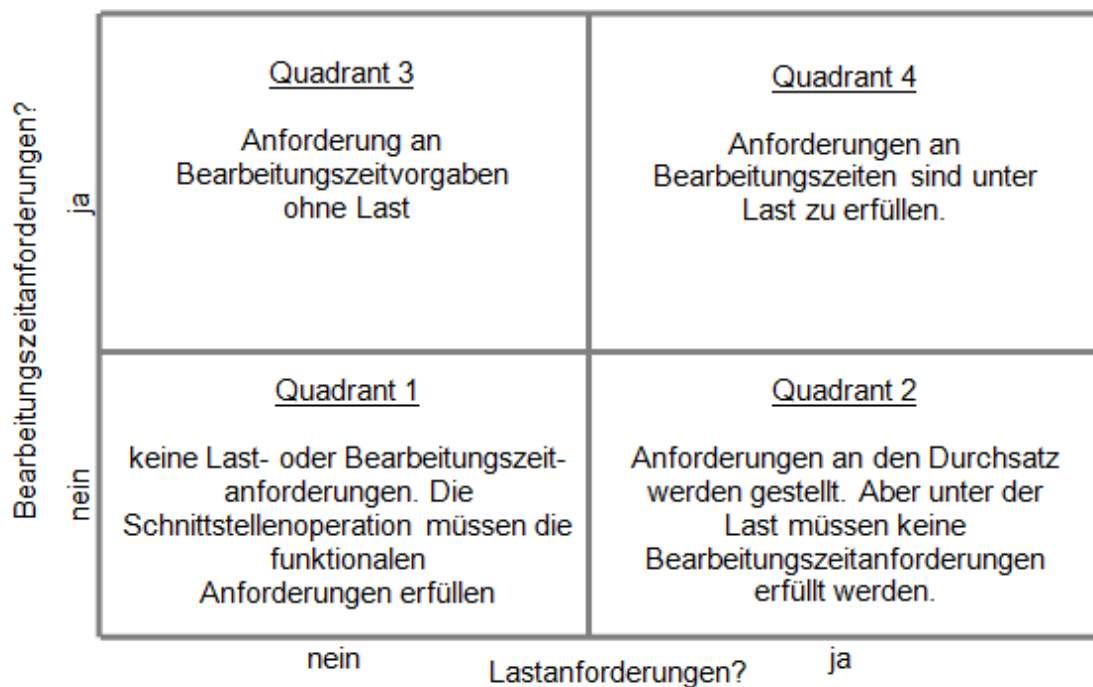 Bearbeitungszeitanforderungen?
ja
nein
Quadrant 3
Anforderung an
Bearbeitungszeitvorgaben
ohne Last
Quadrant 4
Anforderungen an
Bearbeitungszeiten sind unter
Last zu erfüllen.
Quadrant 1
keine Last- oder Bearbeitungszeit-
anforderungen. Die
Schnittstellenoperation müssen die
funktionalen
Anforderungen erfüllen
Quadrant 2
Anforderungen an den Durchsatz
werden gestellt. Aber unter der
Last müssen keine
Bearbeitungszeitanforderungen
erfüllt werden.
nein
Lastanforderungen?
ja